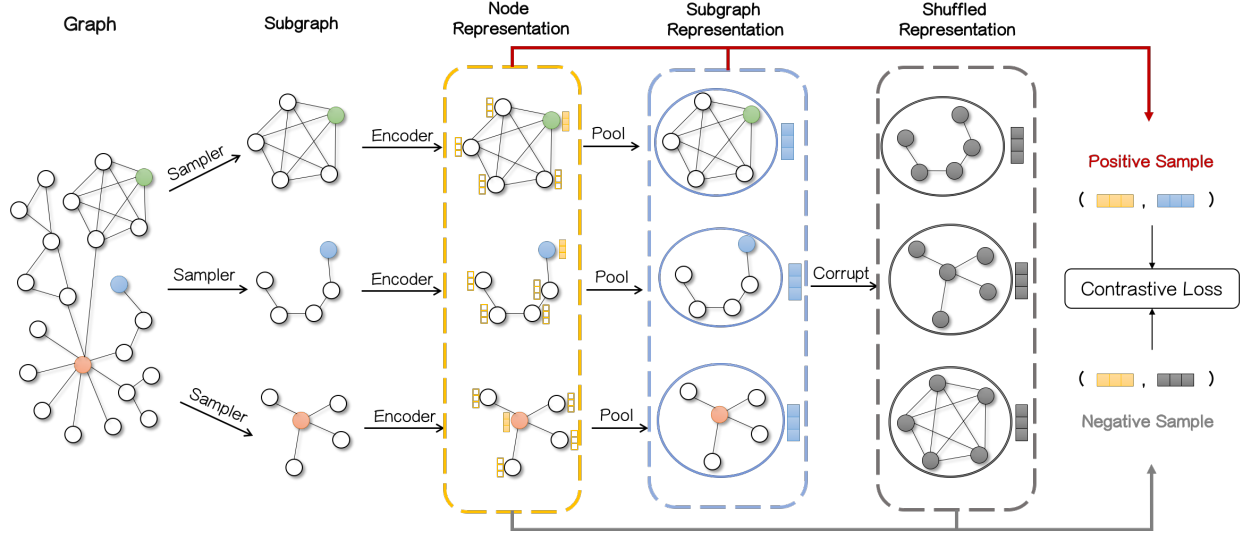 Graph
Subgraph
Node
Representation
Subgraph
Representation
Shuffled
Representation
Sampler
Encoder
Pool
Sampler
Encoder
Pool
Corrupt
Sampler
Encoder
Pool
Positive Sample
( , )
Contrastive Loss
( , )
Negative Sample